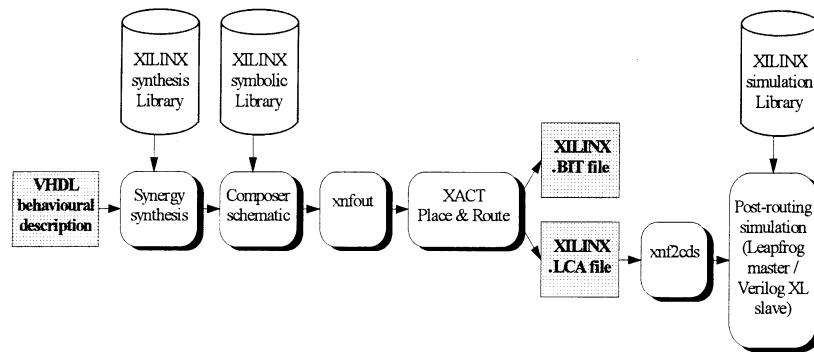 XILINX
synthesis
Library
XILINX
symbolic
Library
XILINX
simulation
Library
VHDL
behavioural
description
Synergy
synthesis
Composer
schematic
xnfout
XACT
Place & Route
XILINX
.BIT file
XILINX
.LCA file
xnf2cds
Post-routing
simulation
(Leapfrog
master /
Verilog XL
slave)